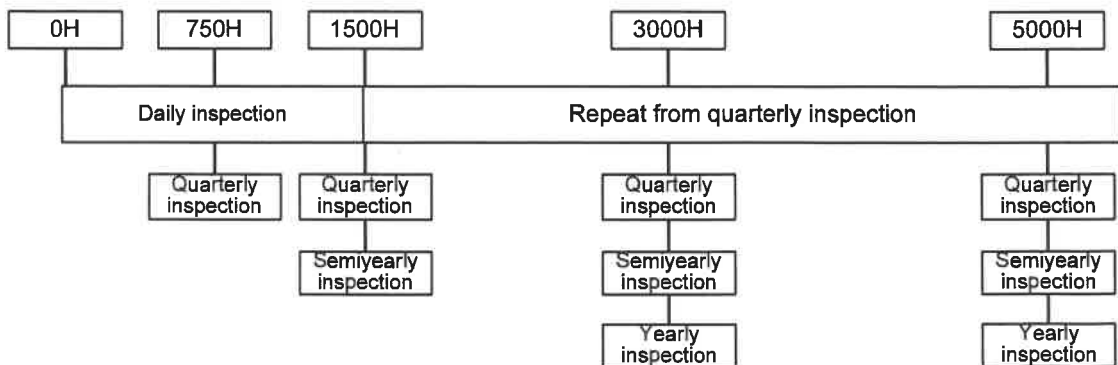 0H
750H
1500H
3000H
5000H
Daily inspection
Repeat from quarterly inspection
Quarterly
inspection
Quarterly
inspection
Quarterly
inspection
Quarterly
inspection
Semiyearly
inspection
Semiyearly
inspection
Semiyearly
inspection
Yearly
inspection
Yearly
inspection